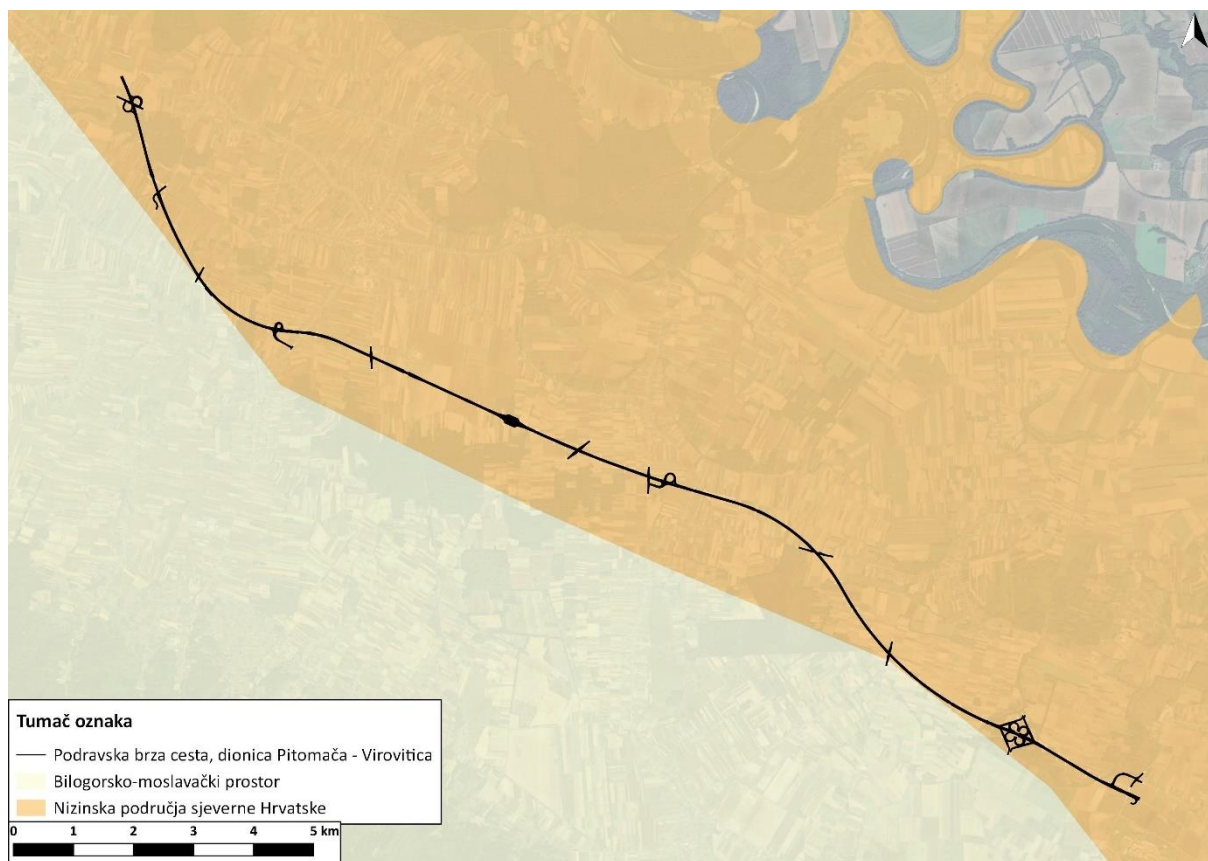 Tumač oznaka
Podravska brza cesta, dionica Pitomača - Virovitica
Bilogorsko-moslavački prostor
Nizinska područja sjeverne Hrvatske
0 1 2 3 4 5 km